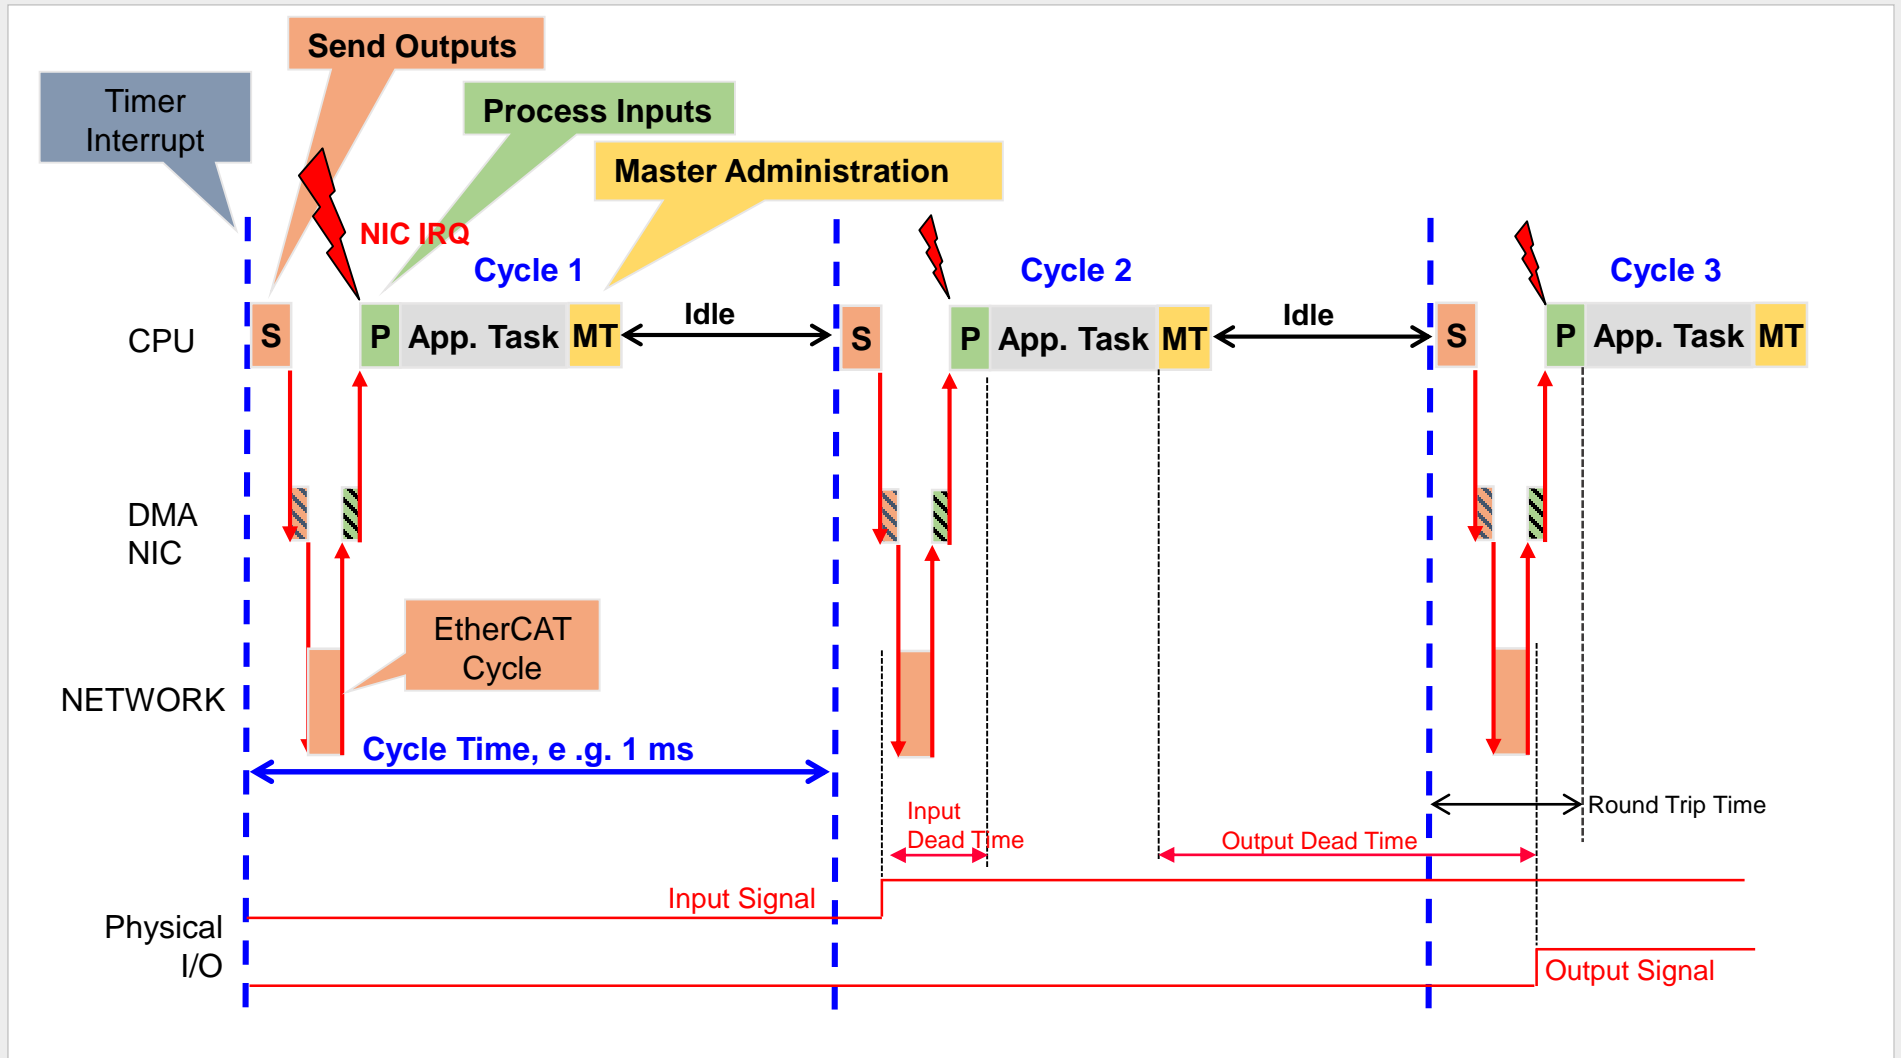 Send Outputs
Timer
Interrupt
Process Inputs
Master Administration
NIC IRQ
Cycle 1
Cycle 2
Cycle 3
CPU
S
P
App. Task
MT
Idle
S
P
App. Task
MT
Idle
S
P
App. Task
MT
DMA
NIC
EtherCAT
Cycle
NETWORK
Cycle Time, e .g. 1 ms
Input
Dead Time
Output Dead Time
Round Trip Time
Input Signal
Physical
I/O
Output Signal